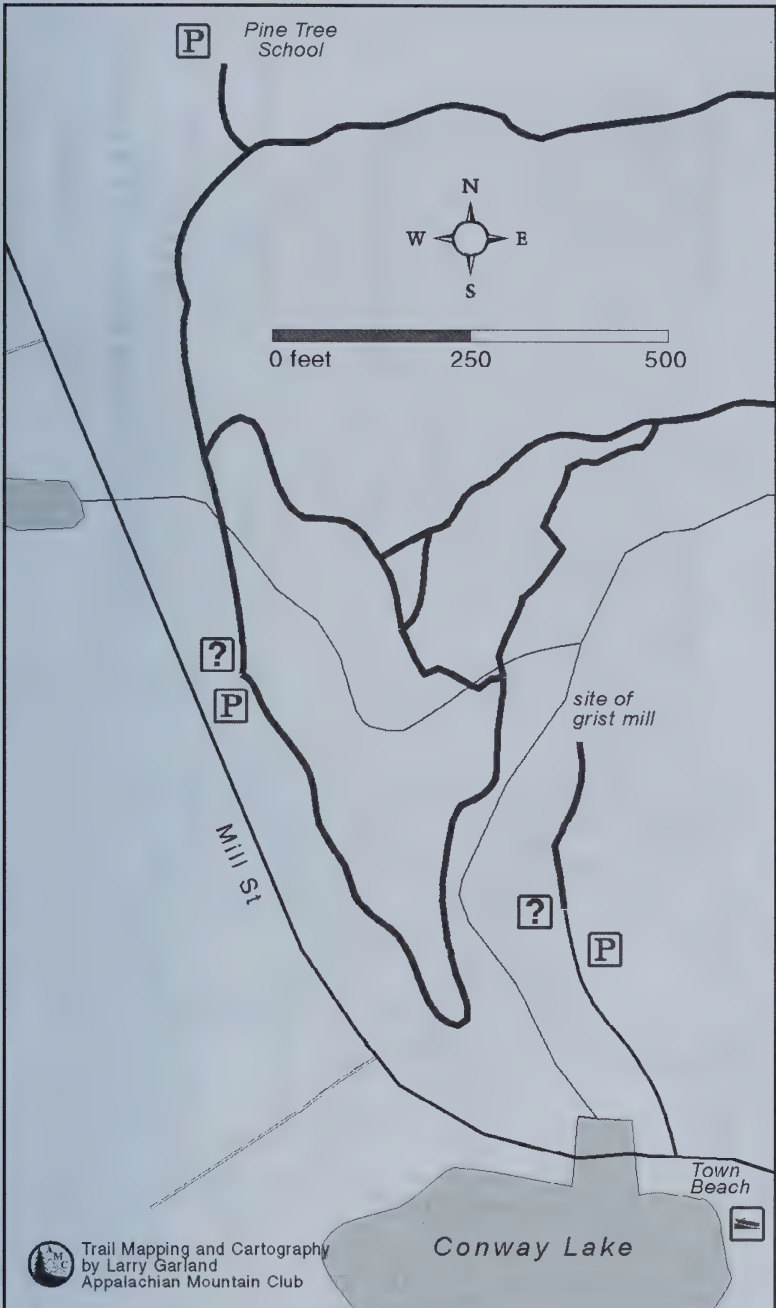 P
Pine Tree
School
N
W E
S
0 feet 250 500
?
P
site of
grist mill
Mill St
?
P
Town
Beach
Conway Lake
AMC
Trail Mapping and Cartography
by Larry Garland
Appalachian Mountain Club